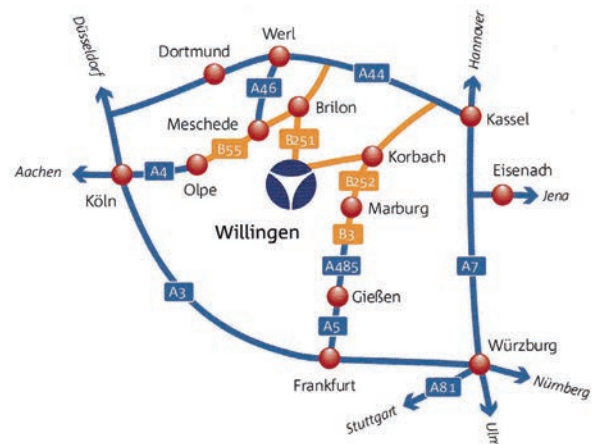 Düsseldorf
Dortmund
Werl
Hannover
A46
A44
Brilon
Meschede
Kassel
B55
B251
Korbach
Aachen
A4
Olpe
B252
Eisenach
Jena
Köln
Willingen
Marburg
B3
A485
A7
A3
Gießen
A5
Würzburg
Frankfurt
A81
Nürnberg
Stuttgart
Ulm